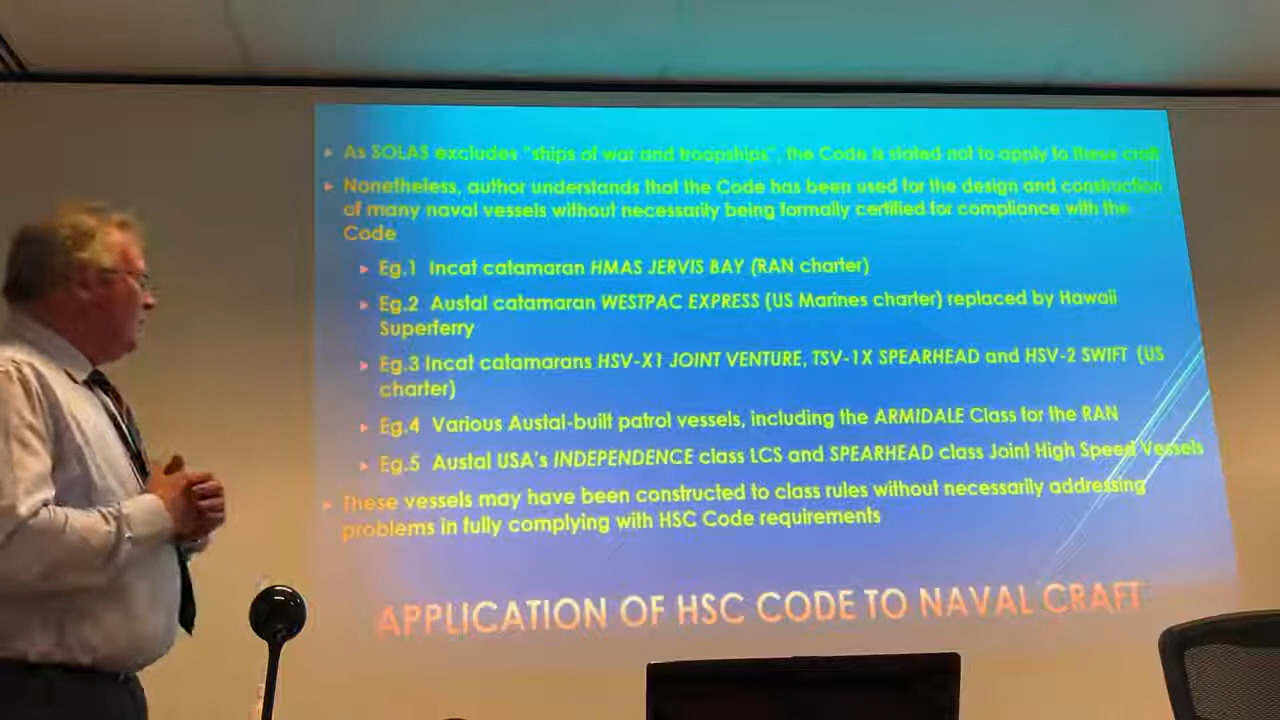 As SOLAS excludes "ships of war and troopships", the Code is stated not to apply to these craft
Nonetheless, author understands that the Code has been used for the design and construction
of many naval vessels without necessarily being formally certified for compliance with the
Code
Eg.1 Incat catamaran HMAS JERVIS BAY (RAN charter)
Eg.2 Austal catamaran WESTPAC EXPRESS (US Marines charter) replaced by Hawaii
Superferry
Eg.3 Incat catamarans HSV-X1 JOINT VENTURE, TSV-1X SPEARHEAD and HSV-2 SWIFT (US
charter)
Eg.4 Various Austal-built patrol vessels, including the ARMIDALE Class for the RAN
Eg.5 Austal USA's INDEPENDENCE class LCS and SPEARHEAD class Joint High Speed Vessels
These vessels may have been constructed to class rules without necessarily addressing
problems in fully complying with HSC Code requirements
APPLICATION OF HSC CODE TO NAVAL CRAFT